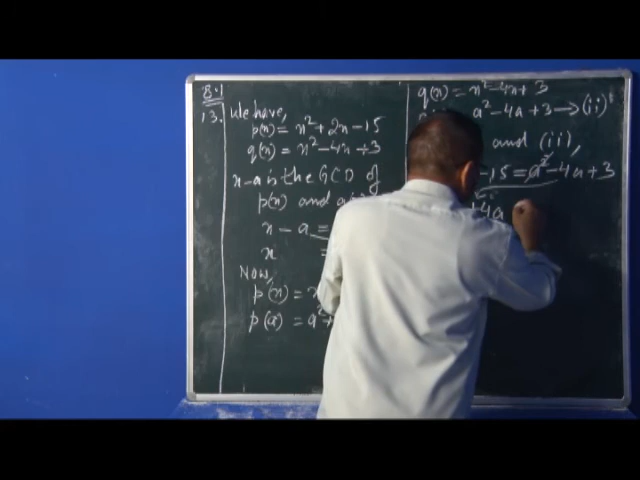 8.1
13. We have,
p(x) = x² + 2x - 15
q(x) = x² - 4x + 3
x - a is the GCD of
p(x) and
x - a =
x =
Now,
p(x) =
p(a) = a² +
q(x) = x² - 4x + 3
a² - 4a + 3 → (ii)
and (ii),
- 15 = a² - 4a + 3
+4a